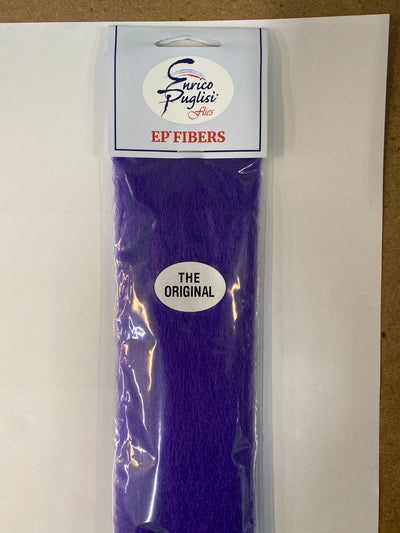 Enrico
Puglisi®
Flies
EP® FIBERS
THE
ORIGINAL